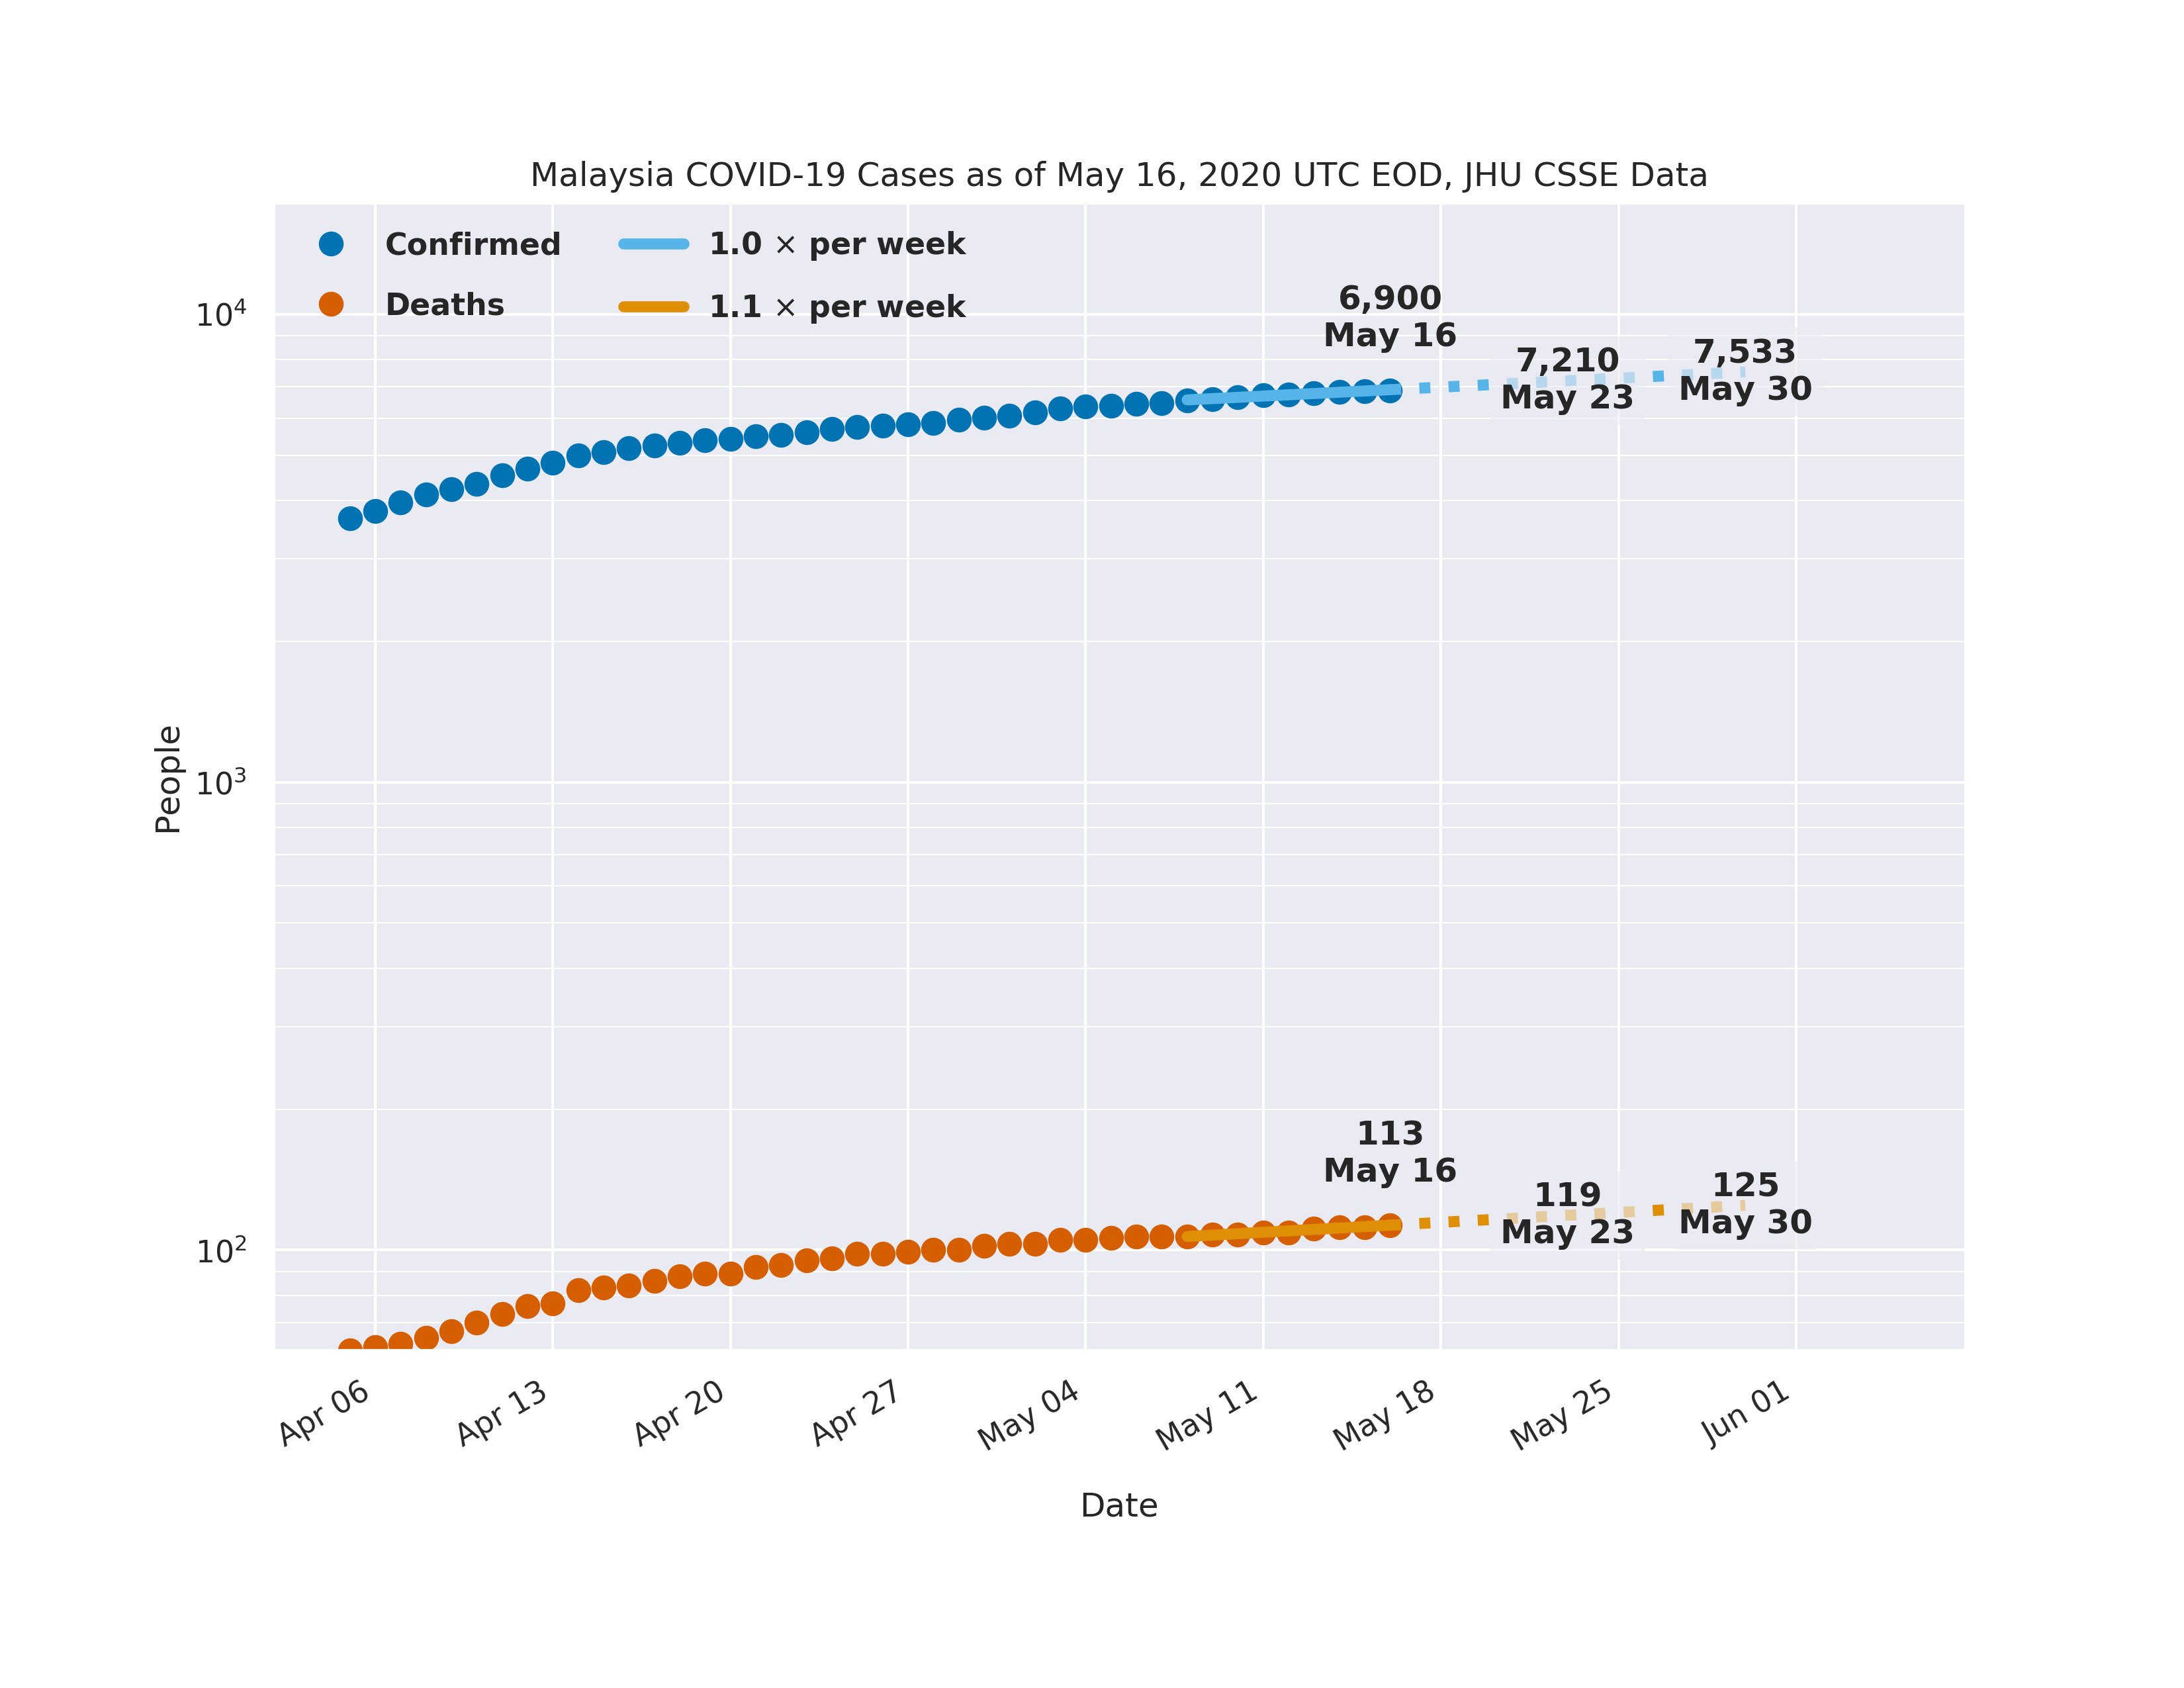 Malaysia COVID-19 Cases as of May 16, 2020 UTC EOD, JHU CSSE Data
Confirmed
Deaths
1.0 × per week
1.1 × per week
6,900
May 16
7,210
May 23
7,533
May 30
113
May 16
119
May 23
125
May 30
10⁴
10³
10²
People
Apr 06
Apr 13
Apr 20
Apr 27
May 04
May 11
May 18
May 25
Jun 01
Date